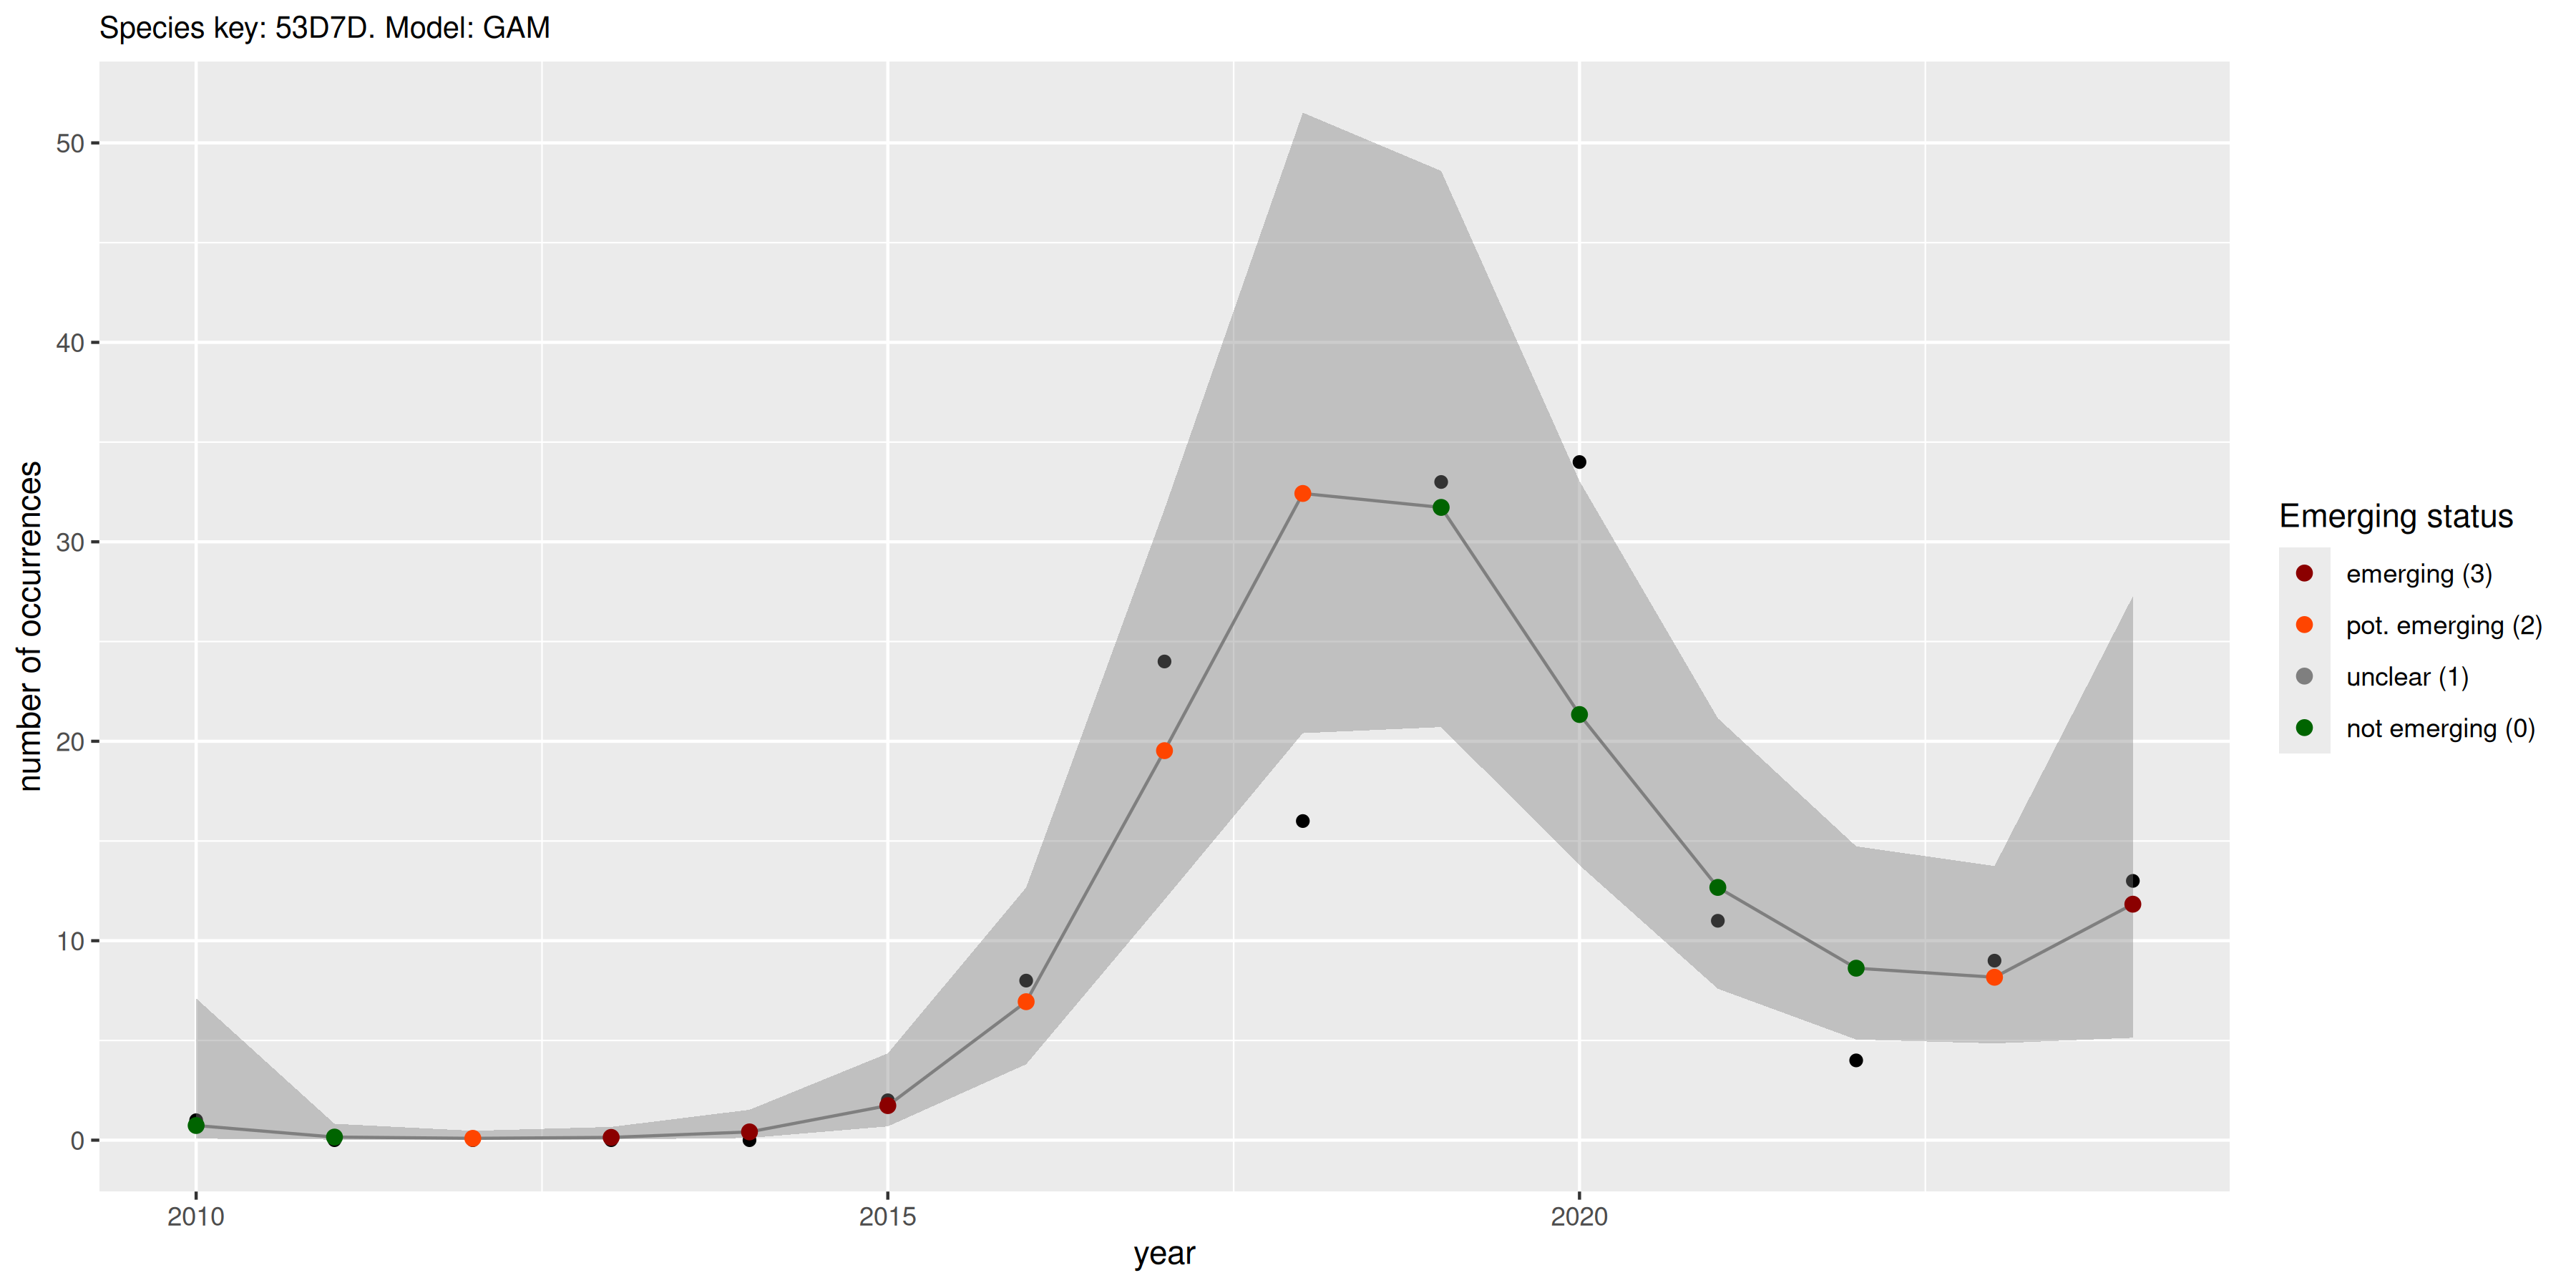 Species key: 53D7D. Model: GAM
50
40
30
20
10
0
number of occurrences
2010
2015
2020
year
Emerging status
emerging (3)
pot. emerging (2)
unclear (1)
not emerging (0)